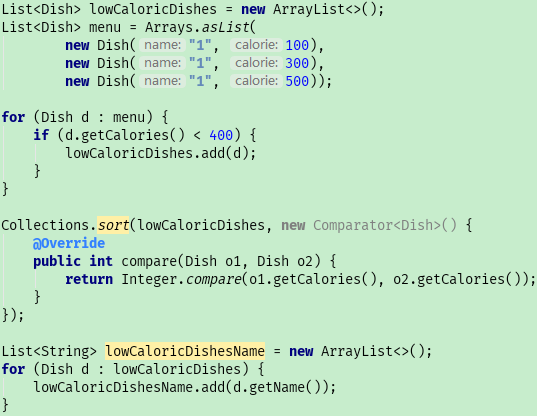 List<Dish> lowCaloricDishes = new ArrayList<>();
List<Dish> menu = Arrays.asList(
        new Dish( name: "1", calorie: 100),
        new Dish( name: "1", calorie: 300),
        new Dish( name: "1", calorie: 500));

for (Dish d : menu) {
    if (d.getCalories() < 400) {
        lowCaloricDishes.add(d);
    }
}

Collections.sort(lowCaloricDishes, new Comparator<Dish>() {
    @Override
    public int compare(Dish o1, Dish o2) {
        return Integer.compare(o1.getCalories(), o2.getCalories());
    }
});

List<String> lowCaloricDishesName = new ArrayList<>();
for (Dish d : lowCaloricDishes) {
    lowCaloricDishesName.add(d.getName());
}